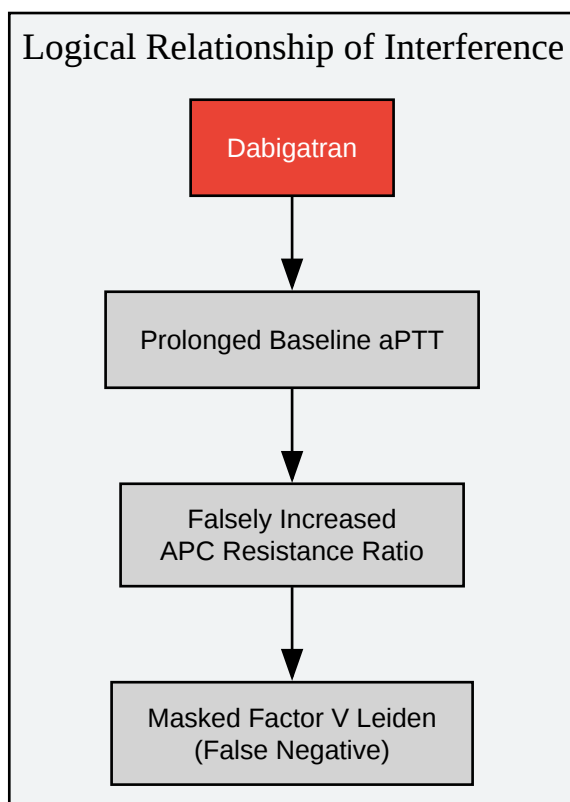 Logical Relationship of Interference
Dabigatran
Prolonged Baseline aPTT
Falsely Increased
APC Resistance Ratio
Masked Factor V Leiden
(False Negative)